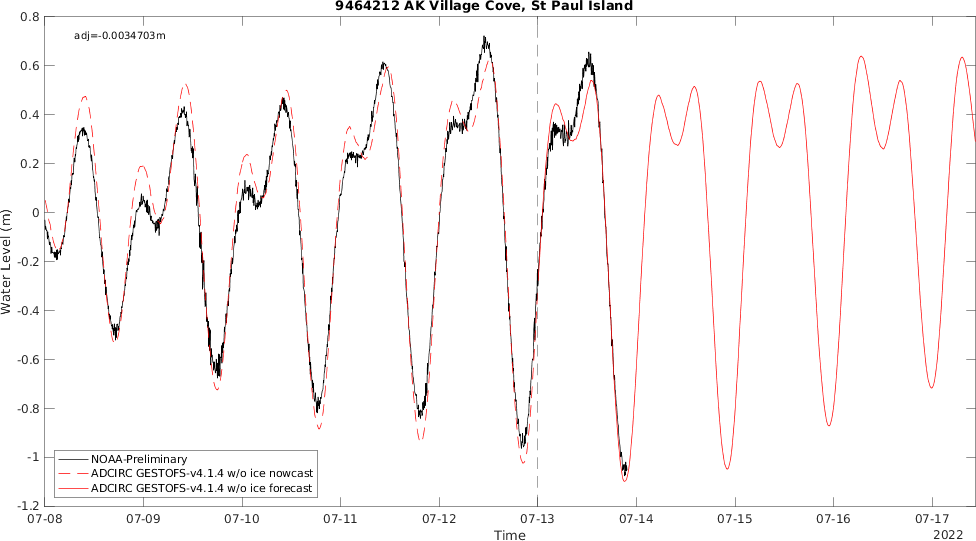 9464212 AK Village Cove, St Paul Island
adj=-0.0034703m
0.8
0.6
0.4
0.2
0
-0.2
-0.4
-0.6
-0.8
-1
-1.2
Water Level (m)
NOAA-Preliminary
ADCIRC GESTOFS-v4.1.4 w/o ice nowcast
ADCIRC GESTOFS-v4.1.4 w/o ice forecast
07-08 07-09 07-10 07-11 07-12 07-13 07-14 07-15 07-16 07-17
Time
2022